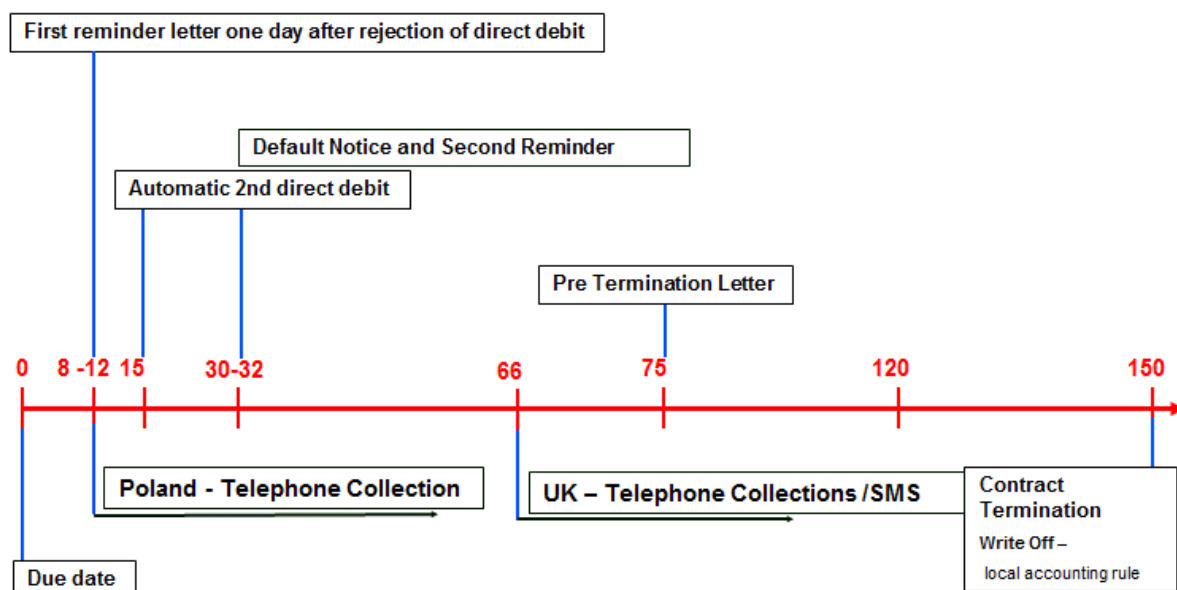 First reminder letter one day after rejection of direct debit
Default Notice and Second Reminder
Automatic 2nd direct debit
Pre Termination Letter
0 8 -12 15 30-32 66 75 120 150
Poland - Telephone Collection
UK – Telephone Collections /SMS
Contract
Termination
Write Off –
local accounting rule
Due date